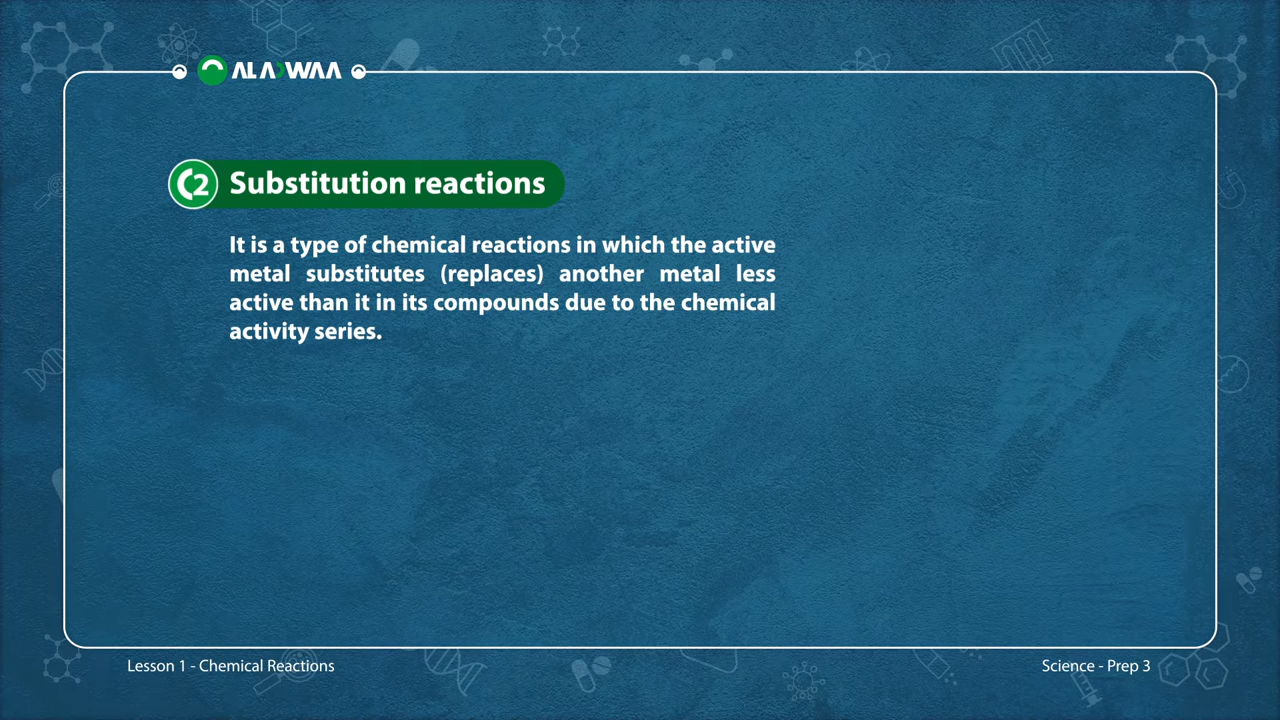 ALADWAA
2 Substitution reactions
It is a type of chemical reactions in which the active
metal substitutes (replaces) another metal less
active than it in its compounds due to the chemical
activity series.
Lesson 1 - Chemical Reactions
Science - Prep 3